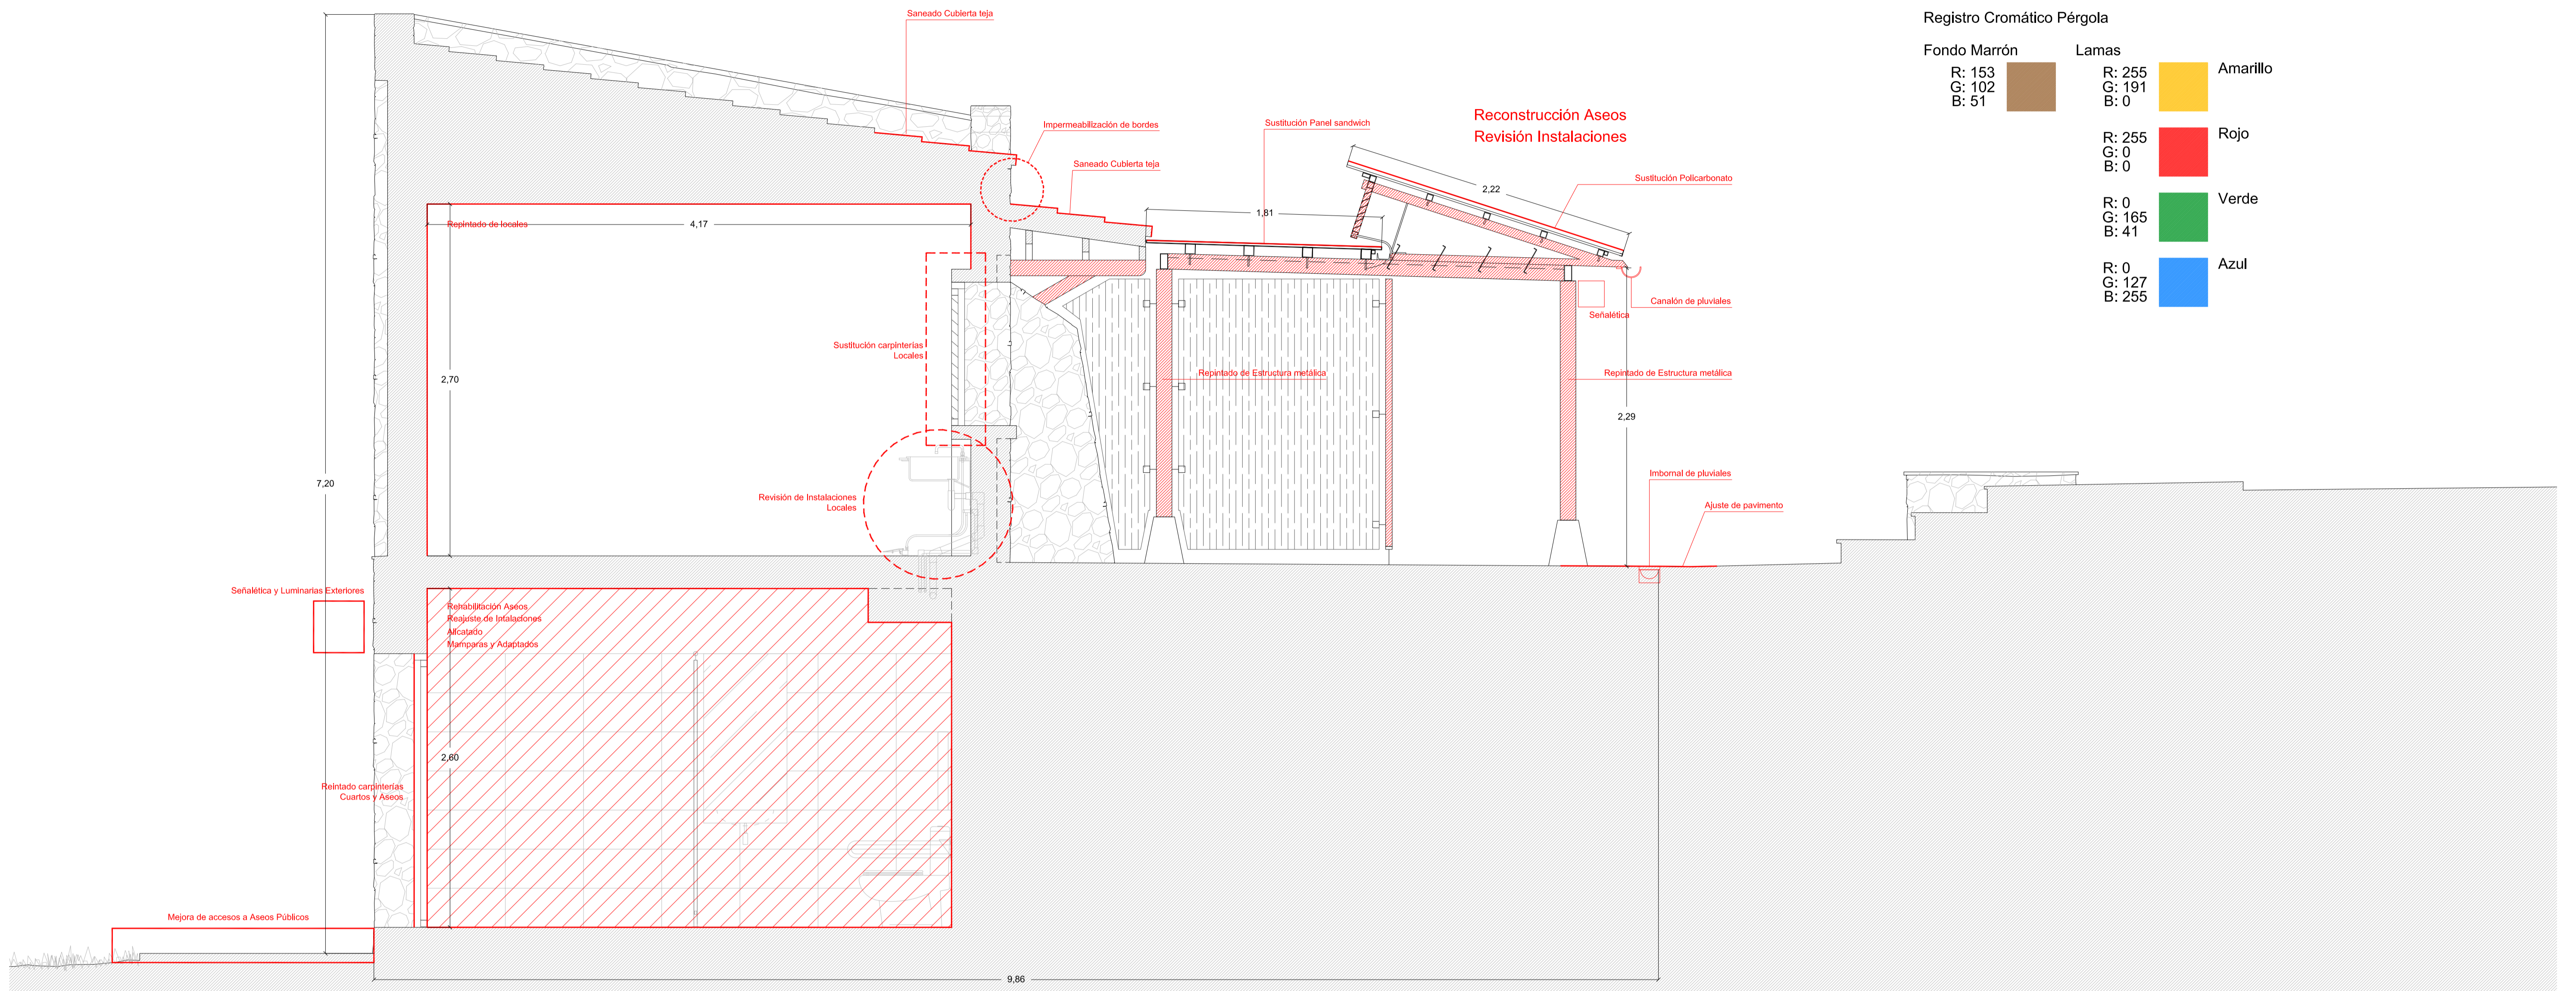 Saneado Cubierta teja
Registro Cromático Pérgola
Fondo Marrón
R: 153
G: 102
B: 51
Lamas
R: 255
G: 191
B: 0
Amarillo
R: 255
G: 0
B: 0
Rojo
R: 0
G: 165
B: 41
Verde
R: 0
G: 127
B: 255
Azul
Reconstrucción Aseos
Revisión Instalaciones
Impermeabilización de bordes
Sustitución Panel sandwich
Saneado Cubierta teja
Sustitución Policarbonato
2,22
1,81
Repintado de locales
4,17
Canalón de pluviales
Señalética
Sustitución carpinterías
Locales
2,70
Repintado de Estructura metálica
Repintado de Estructura metálica
2,29
7,20
Revisión de Instalaciones
Locales
Imbornal de pluviales
Ajuste de pavimento
Señalética y Luminarias Exteriores
Rehabilitación Aseos
Reajuste de Intalaciones
Alicatado
Mamparas y Adaptados
2,60
Reintado carpinterías
Cuartos y Aseos
Mejora de accesos a Aseos Públicos
9,86